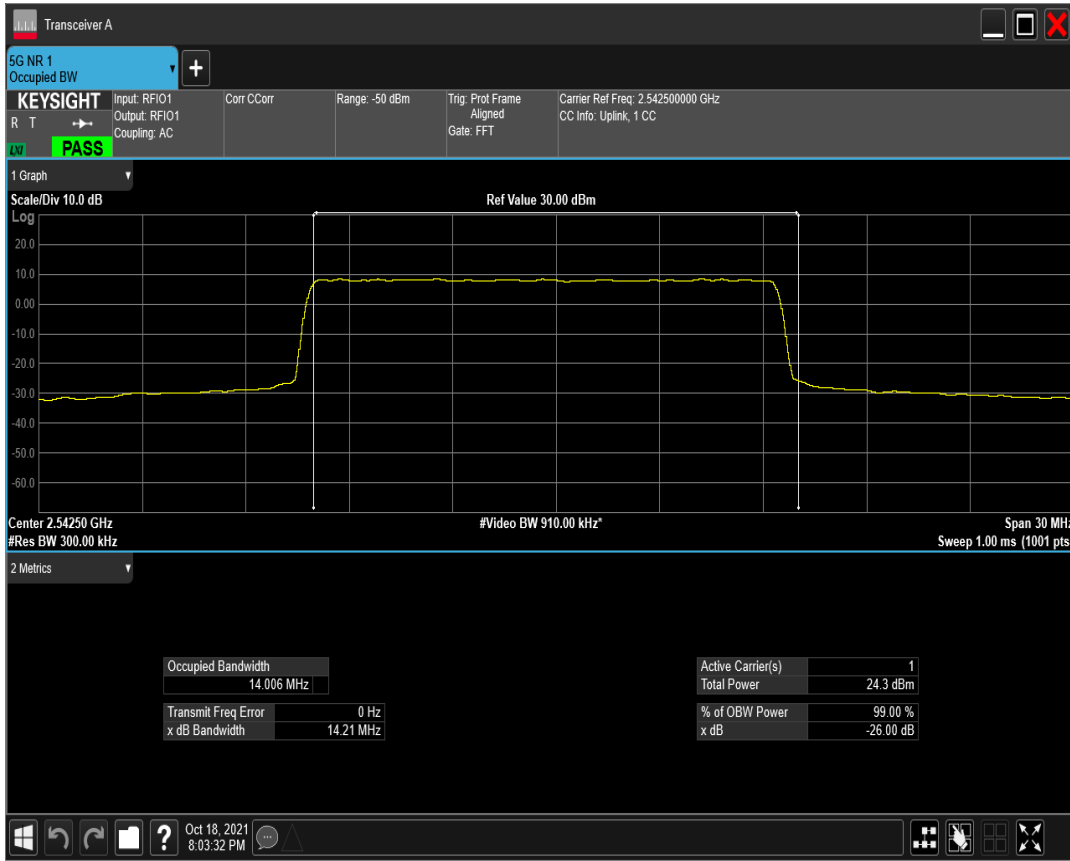 Transceiver A
5G NR 1
Occupied BW
KEYSIGHT
R T
LXI
PASS
Input: RFIO1
Output: RFIO1
Coupling: AC
Corr CCorr
Range: -50 dBm
Trig: Prot Frame
Aligned
Gate: FFT
Carrier Ref Freq: 2.542500000 GHz
CC Info: Uplink, 1 CC
1 Graph
Scale/Div 10.0 dB
Ref Value 30.00 dBm
Log
20.0
10.0
0.00
-10.0
-20.0
-30.0
-40.0
-50.0
-60.0
Center 2.54250 GHz
#Video BW 910.00 kHz*
Span 30 MHz
#Res BW 300.00 kHz
Sweep 1.00 ms (1001 pts
2 Metrics
Occupied Bandwidth
14.006 MHz
Transmit Freq Error 0 Hz
x dB Bandwidth 14.21 MHz
Active Carrier(s) 1
Total Power 24.3 dBm
% of OBW Power 99.00 %
x dB -26.00 dB
?
Oct 18, 2021
8:03:32 PM